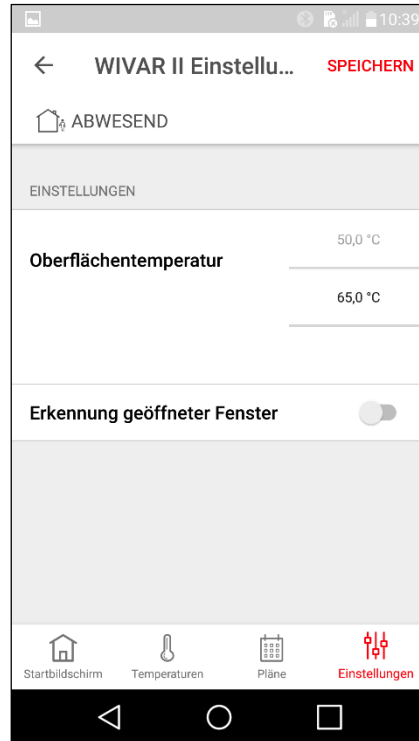 10:39
WIVAR II Einstellu... SPEICHERN
ABWESEND
EINSTELLUNGEN
50,0 °C
Oberflächentemperatur
65,0 °C
Erkennung geöffneter Fenster
Startbildschirm Temperaturen Pläne Einstellungen